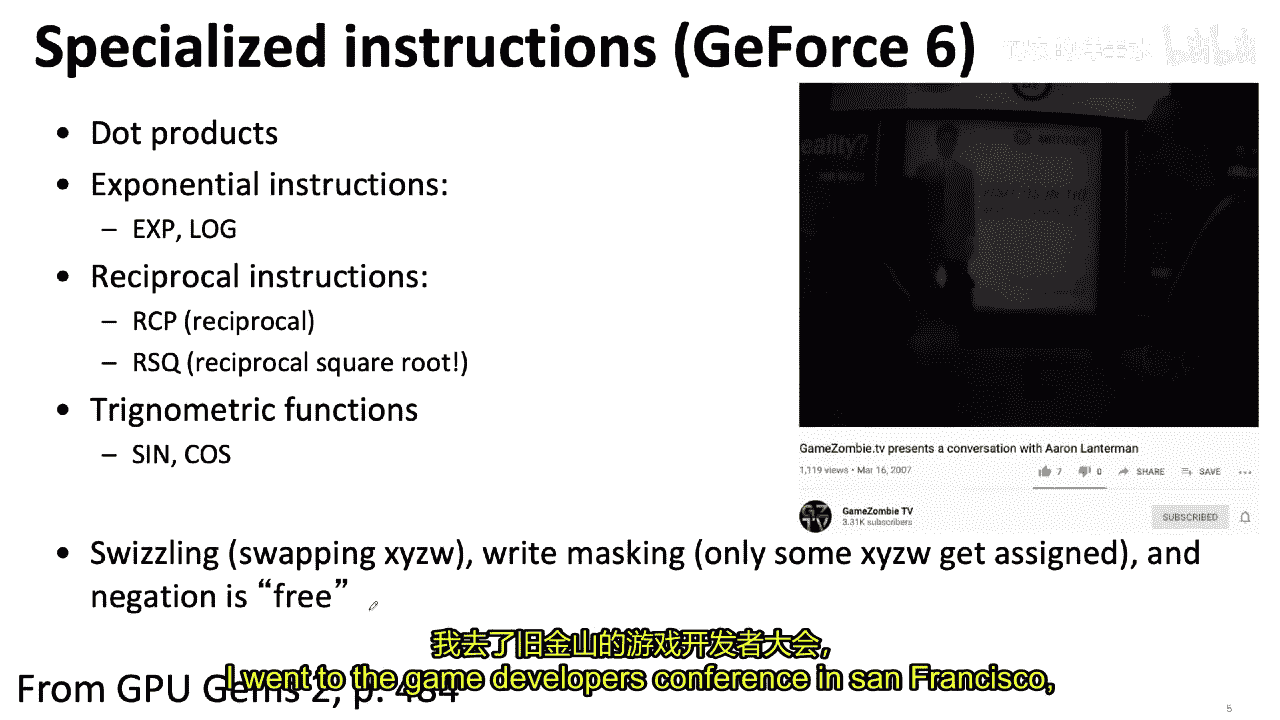 Specialized instructions (GeForce 6)
bilibili
• Dot products
• Exponential instructions:
– EXP, LOG
• Reciprocal instructions:
– RCP (reciprocal)
– RSQ (reciprocal square root!)
• Trignometric functions
– SIN, COS
• Swizzling (swapping xyzw), write masking (only some xyzw get assigned), and
negation is “free”
eality?
GameZombie.tv presents a conversation with Aaron Lanterman
1,119 views • Mar 16, 2007
7 0 SHARE SAVE
GameZombie TV
3.31K subscribers
SUBSCRIBED
我去了旧金山的游戏开发者大会,
I went to the game developers conference in san Francisco,
From GPU Gems 2, p. 484
5